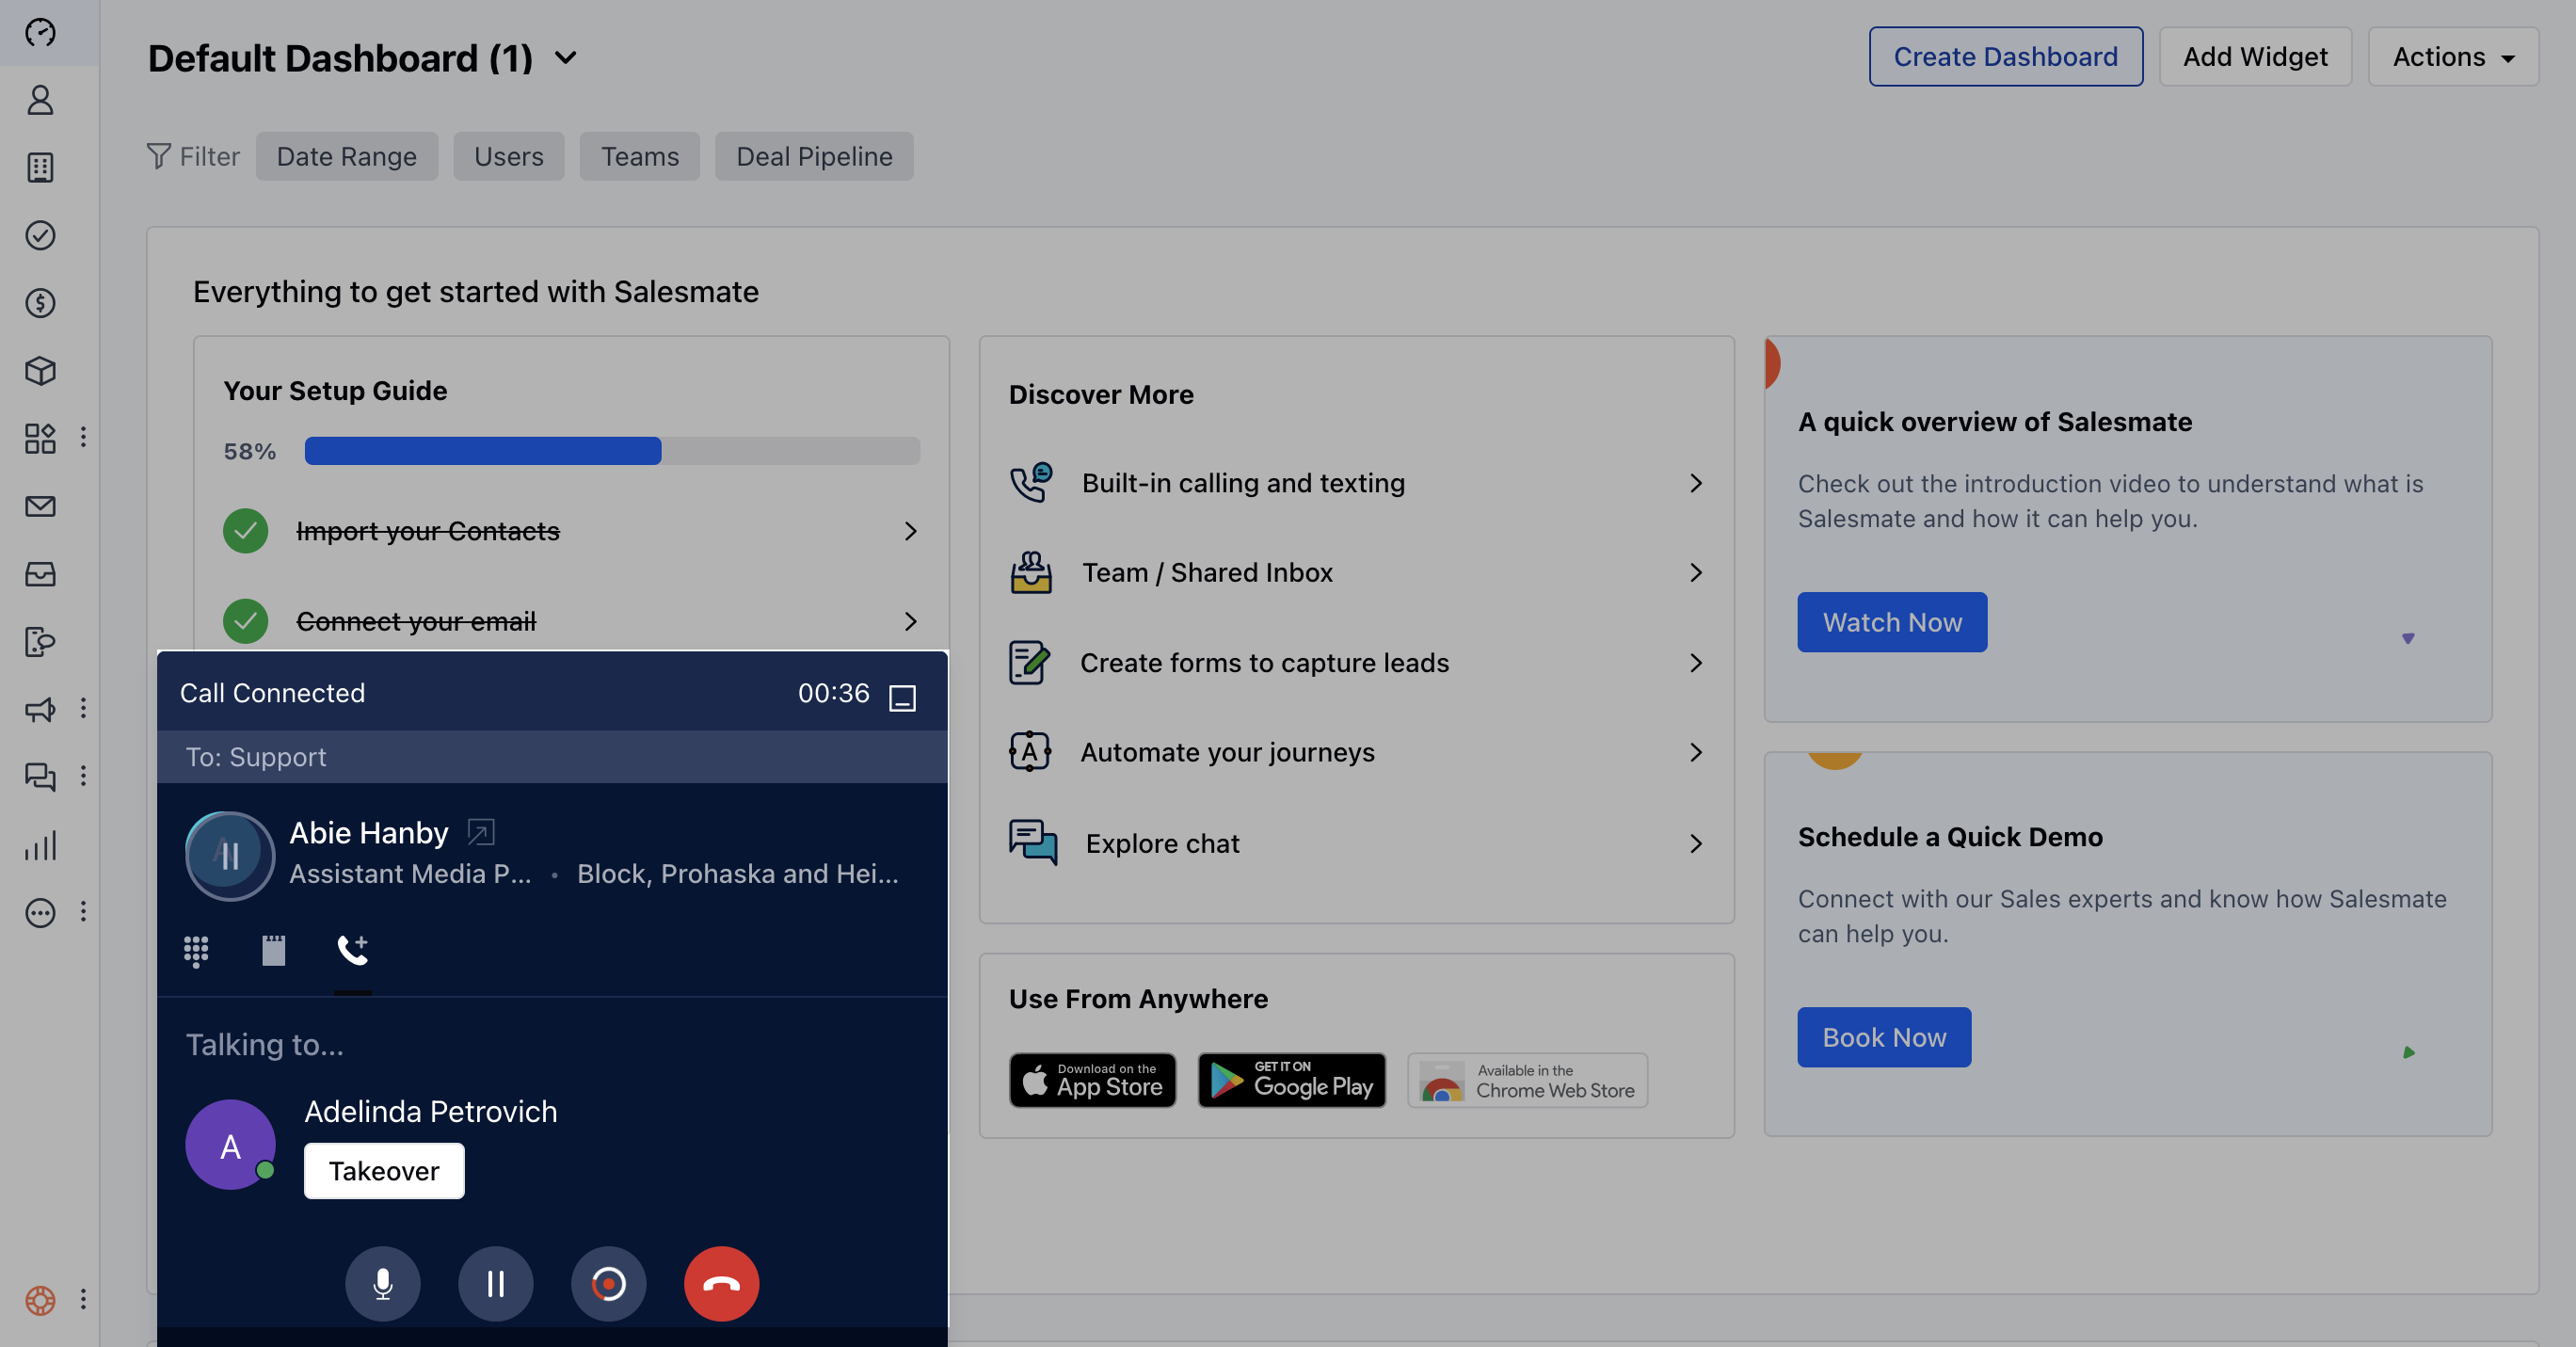 Default Dashboard (1)
Create Dashboard
Add Widget
Actions
Filter
Date Range
Users
Teams
Deal Pipeline
Everything to get started with Salesmate
Your Setup Guide
58%
Import your Contacts
Connect your email
Call Connected
00:36
To: Support
Abie Hanby
Assistant Media P... • Block, Prohaska and Hei...
Talking to...
A
Adelinda Petrovich
Takeover
Discover More
Built-in calling and texting
Team / Shared Inbox
Create forms to capture leads
A
Automate your journeys
Explore chat
Use From Anywhere
Download on the
App Store
GET IT ON
Google Play
Available in the
Chrome Web Store
A quick overview of Salesmate
Check out the introduction video to understand what is
Salesmate and how it can help you.
Watch Now
Schedule a Quick Demo
Connect with our Sales experts and know how Salesmate
can help you.
Book Now